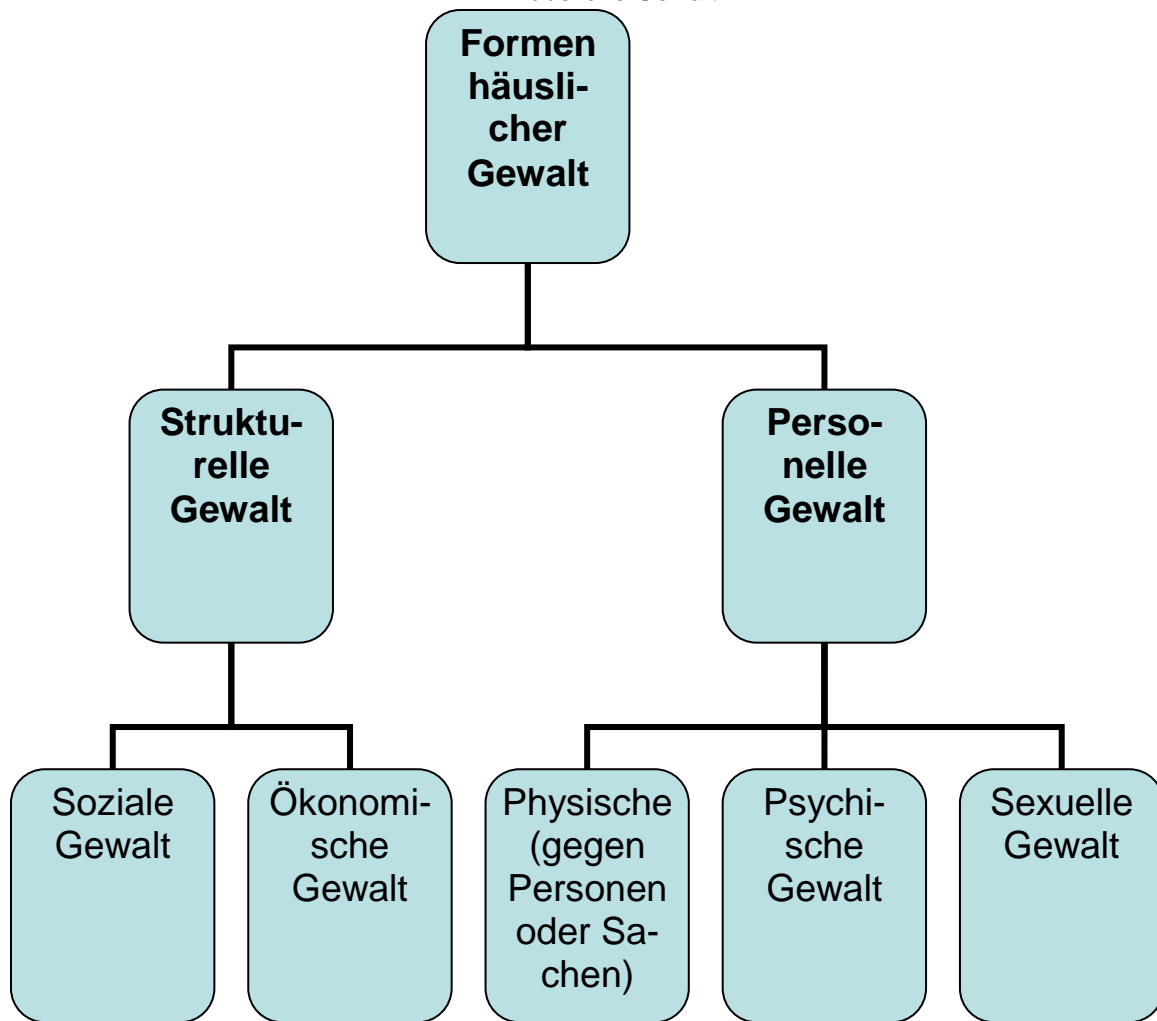 Formen
häusli-
cher
Gewalt
Struktu-
relle
Gewalt
Perso-
nelle
Gewalt
Soziale
Gewalt
Ökonomi-
sche
Gewalt
Physische
(gegen
Personen
oder Sa-
chen)
Psychi-
sche
Gewalt
Sexuelle
Gewalt